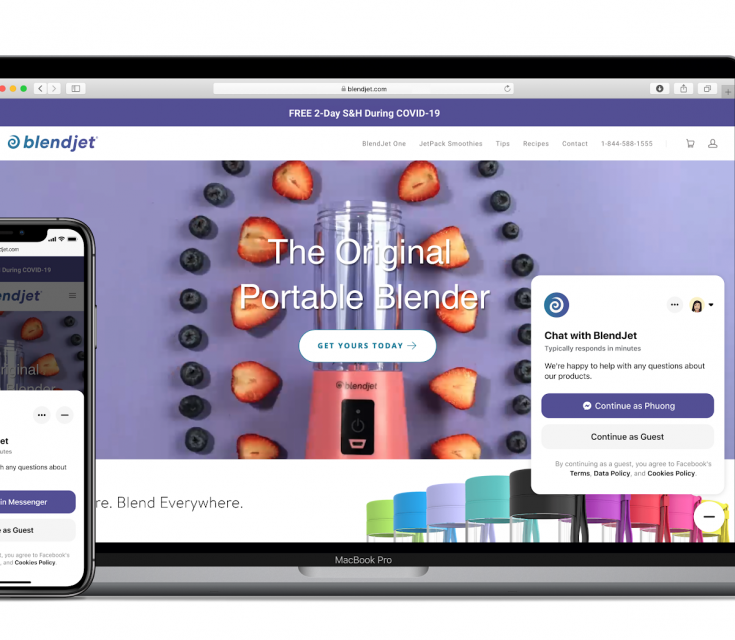 blendjet.com
FREE 2-Day S&H During COVID-19
blendjet
BlendJet One
JetPack Smoothies
Tips
Recipes
Contact
1-844-588-1555
The Original
Portable Blender
GET YOURS TODAY →
blendjet
Chat with BlendJet
Typically responds in minutes
We're happy to help with any questions about
our products.
Continue as Phuong
Continue as Guest
By continuing as a guest, you agree to Facebook's
Terms, Data Policy, and Cookies Policy.
re. Blend Everywhere.
MacBook Pro
djet.com
During COVID-19
ndjet
inal
Blender
et
utes
h any questions about
in Messenger
as Guest
t, you agree to Facebook's
, and Cookies Policy.